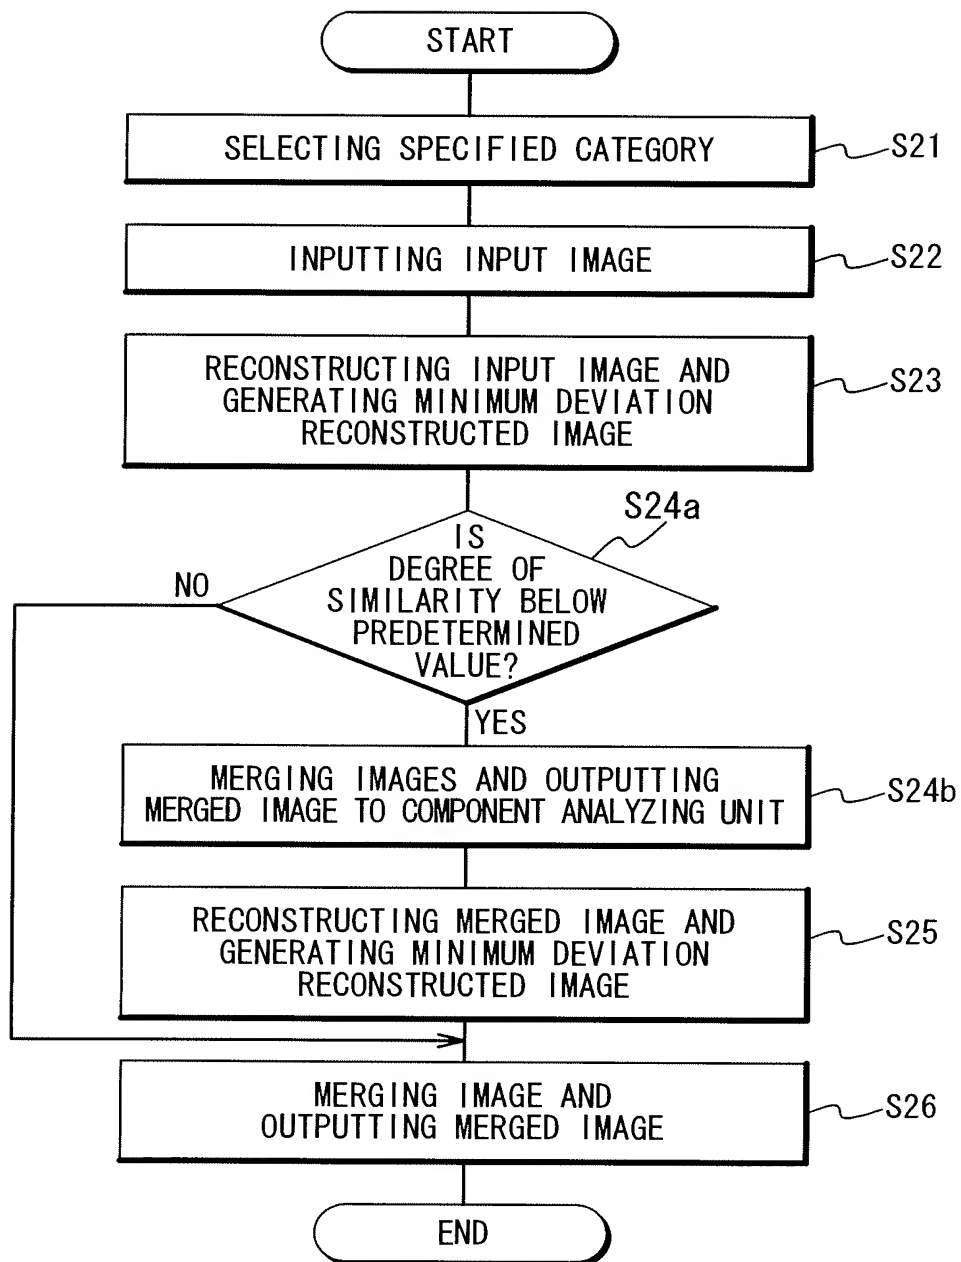 START
SELECTING SPECIFIED CATEGORY
S21
INPUTTING INPUT IMAGE
S22
RECONSTRUCTING INPUT IMAGE AND
GENERATING MINIMUM DEVIATION
RECONSTRUCTED IMAGE
S23
S24a
IS
DEGREE OF
SIMILARITY BELOW
PREDETERMINED
VALUE?
NO
YES
MERGING IMAGES AND OUTPUTTING
MERGED IMAGE TO COMPONENT ANALYZING UNIT
S24b
RECONSTRUCTING MERGED IMAGE AND
GENERATING MINIMUM DEVIATION
RECONSTRUCTED IMAGE
S25
MERGING IMAGE AND
OUTPUTTING MERGED IMAGE
S26
END